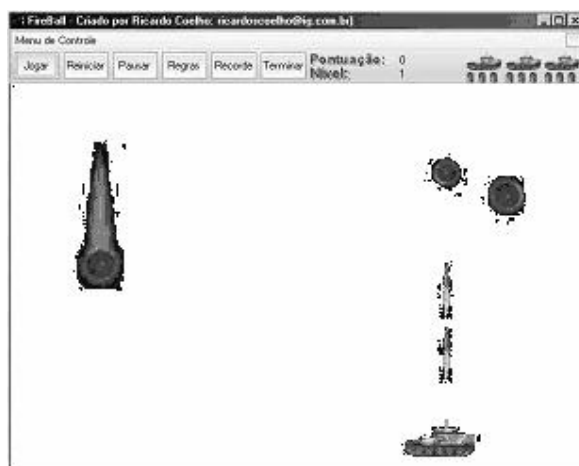 FireBall - Criado por Ricardo Coelho: ricardoscoelho@ig.com.br)
Menu de Controle
Jogar Reiniciar Pausar Regras Recorde Terminar Pontuação: 0
Nível: 1